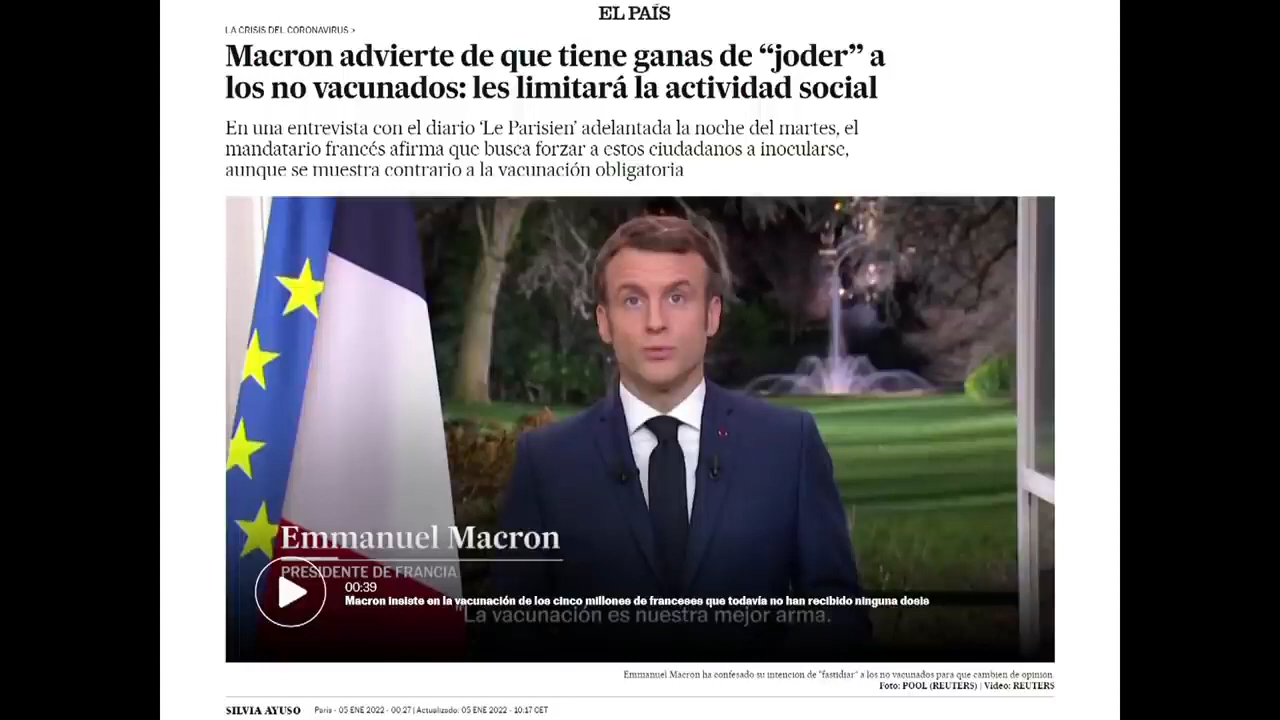 EL PAÍS
LA CRISIS DEL CORONAVIRUS >
Macron advierte de que tiene ganas de “joder” a
los no vacunados: les limitará la actividad social
En una entrevista con el diario ‘Le Parisien’ adelantada la noche del martes, el
mandatario francés afirma que busca forzar a estos ciudadanos a inocularse,
aunque se muestra contrario a la vacunación obligatoria
Emmanuel Macron
PRESIDENTE DE FRANCIA
00:39
Macron insiste en la vacunación de los cinco millones de franceses que todavía no han recibido ninguna dosis
"La vacunación es nuestra mejor arma.
Emmanuel Macron ha confesado su intención de "fastidiar" a los no vacunados para que cambien de opinión.
Foto: POOL (REUTERS) | Vídeo: REUTERS
SILVIA AYUSO París - 05 ENE 2022 - 00:27 | Actualizado: 05 ENE 2022 - 10:17 CET